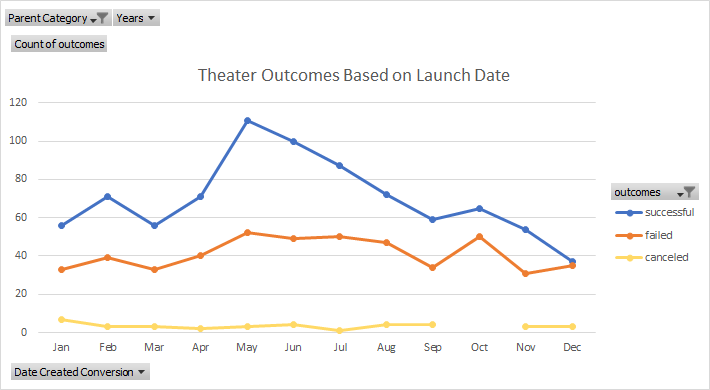 Parent Category Years
Count of outcomes
Theater Outcomes Based on Launch Date
120
100
80
60
40
20
0
Jan Feb Mar Apr May Jun Jul Aug Sep Oct Nov Dec
outcomes
successful
failed
canceled
Date Created Conversion